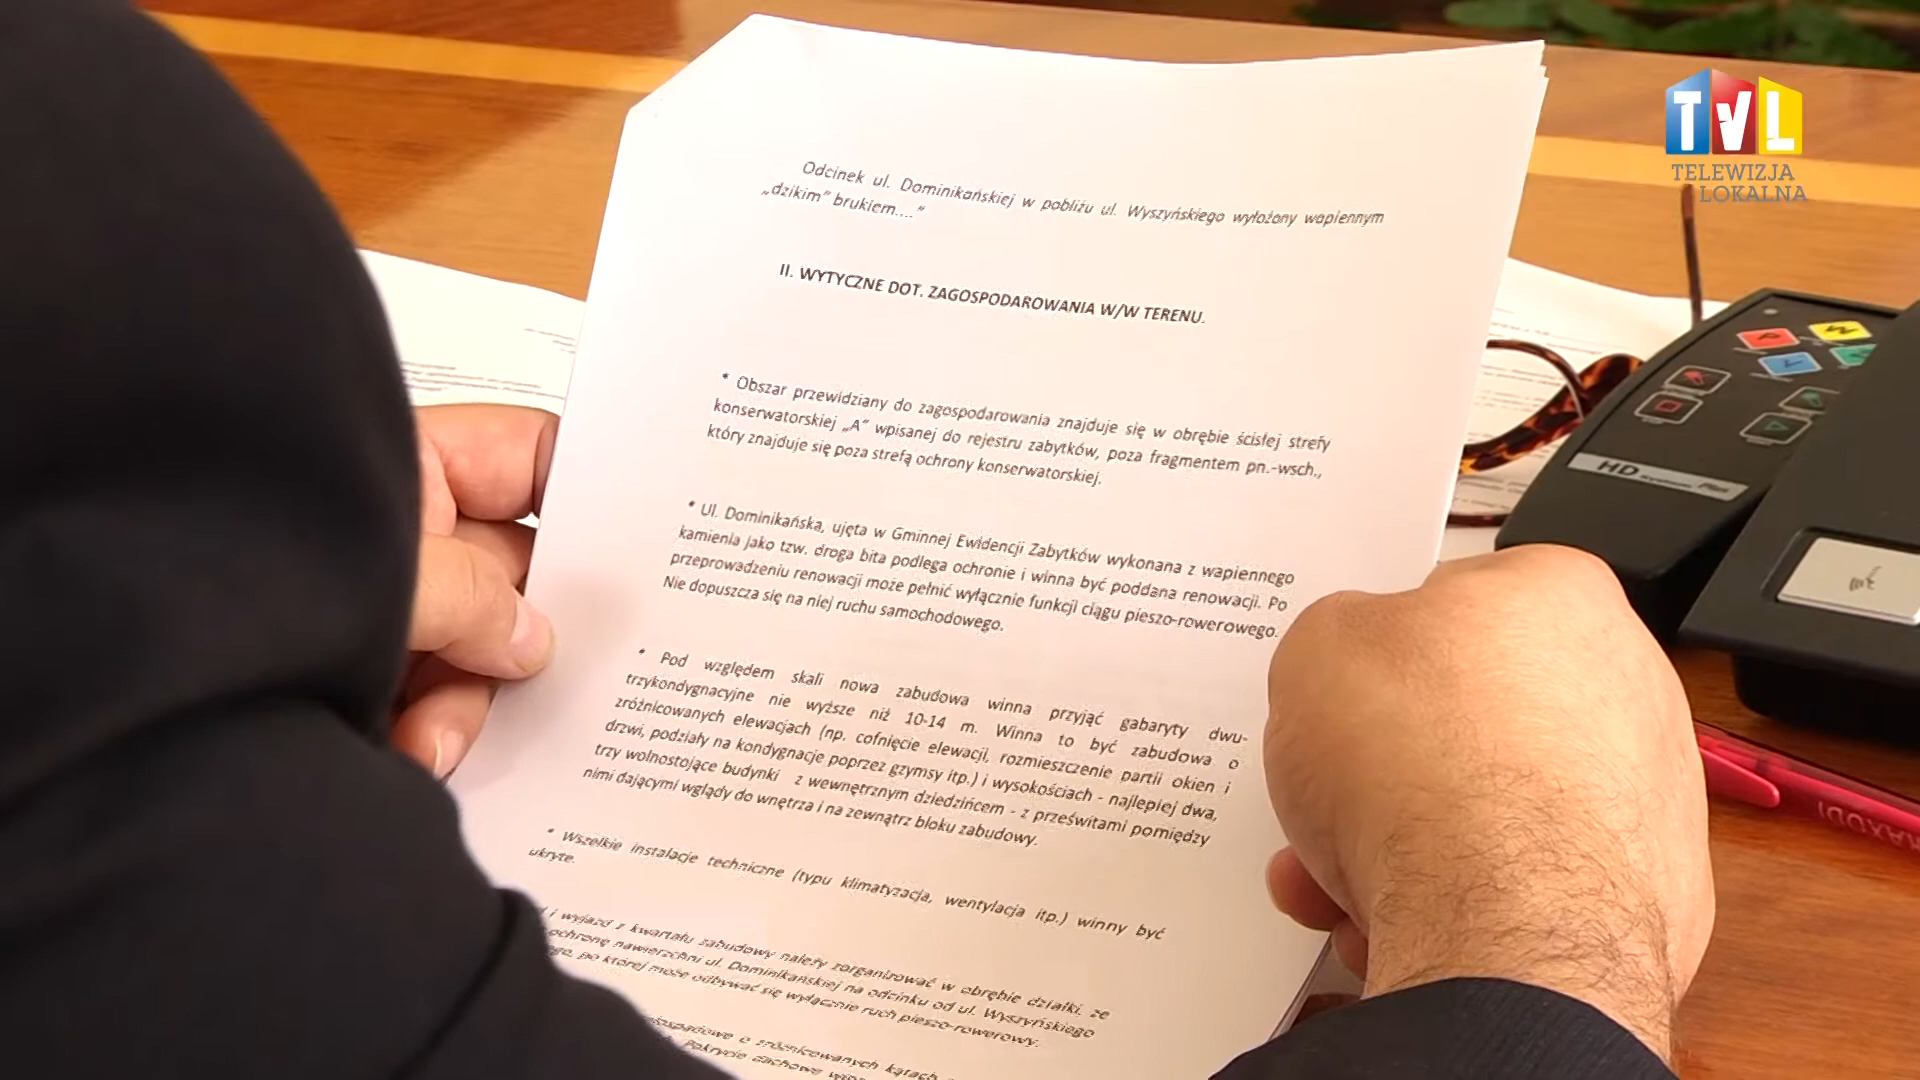 TVL
TELEWIZJA
LOKALNA
Odcinek ul. Dominikańskiej w pobliżu ul. Wyszyńskiego wyłożony wapiennym
„dzikim” brukiem....”
II. WYTYCZNE DOT. ZAGOSPODAROWANIA W/W TERENU.
* Obszar przewidziany do zagospodarowania znajduje się w obrębie ścisłej strefy
konserwatorskiej „A” wpisanej do rejestru zabytków, poza fragmentem pn.-wsch.,
który znajduje się poza strefą ochrony konserwatorskiej.
* Ul. Dominikańska, ujęta w Gminnej Ewidencji Zabytków wykonana z wapiennego
kamienia jako tzw. droga bita podlega ochronie i winna być poddana renowacji. Po
przeprowadzeniu renowacji może pełnić wyłącznie funkcji ciągu pieszo-rowerowego.
Nie dopuszcza się na niej ruchu samochodowego.
* Pod względem skali nowa zabudowa winna przyjąć gabaryty dwu-
trzykondygnacyjne nie wyższe niż 10-14 m. Winna to być zabudowa o
zróżnicowanych elewacjach (np. cofnięcie elewacji, rozmieszczenie partii okien i
drzwi, podziały na kondygnacje poprzez gzymsy itp.) i wysokościach - najlepiej dwa,
trzy wolnostojące budynki z wewnętrznym dziedzińcem - z prześwitami pomiędzy
nimi dającymi wglądy do wnętrza i na zewnątrz bloku zabudowy.
* Wszelkie instalacje techniczne (typu klimatyzacja, wentylacja itp.) winny być
ukryte.
i wyjazd z kwartału zabudowy należy zorganizować w obrębie działki, ze
ochronę nawierzchni ul. Dominikańskiej na odcinku od ul. Wyszyńskiego
po której może odbywać się wyłącznie ruch pieszo-rowerowy.
o zróżnicowanych kątach
Pokrycie dachowe
HD